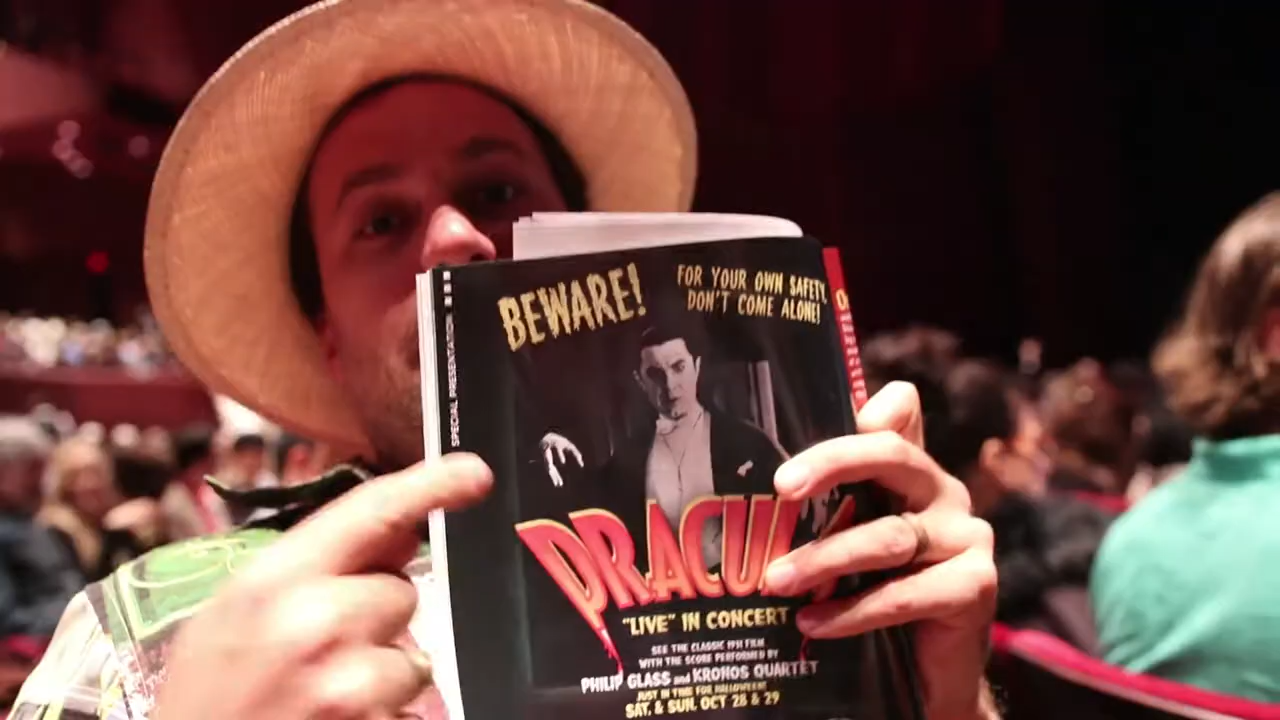 BEWARE!
FOR YOUR OWN SAFETY,
DON'T COME ALONE!
SPECIAL PRESENTATION
DRACULA
"LIVE" IN CONCERT
SEE THE CLASSIC 1931 FILM
WITH THE SCORE PERFORMED BY
PHILIP GLASS and KRONOS QUARTET
JUST IN TIME FOR HALLOWEEN!
SAT. & SUN. OCT 28 & 29